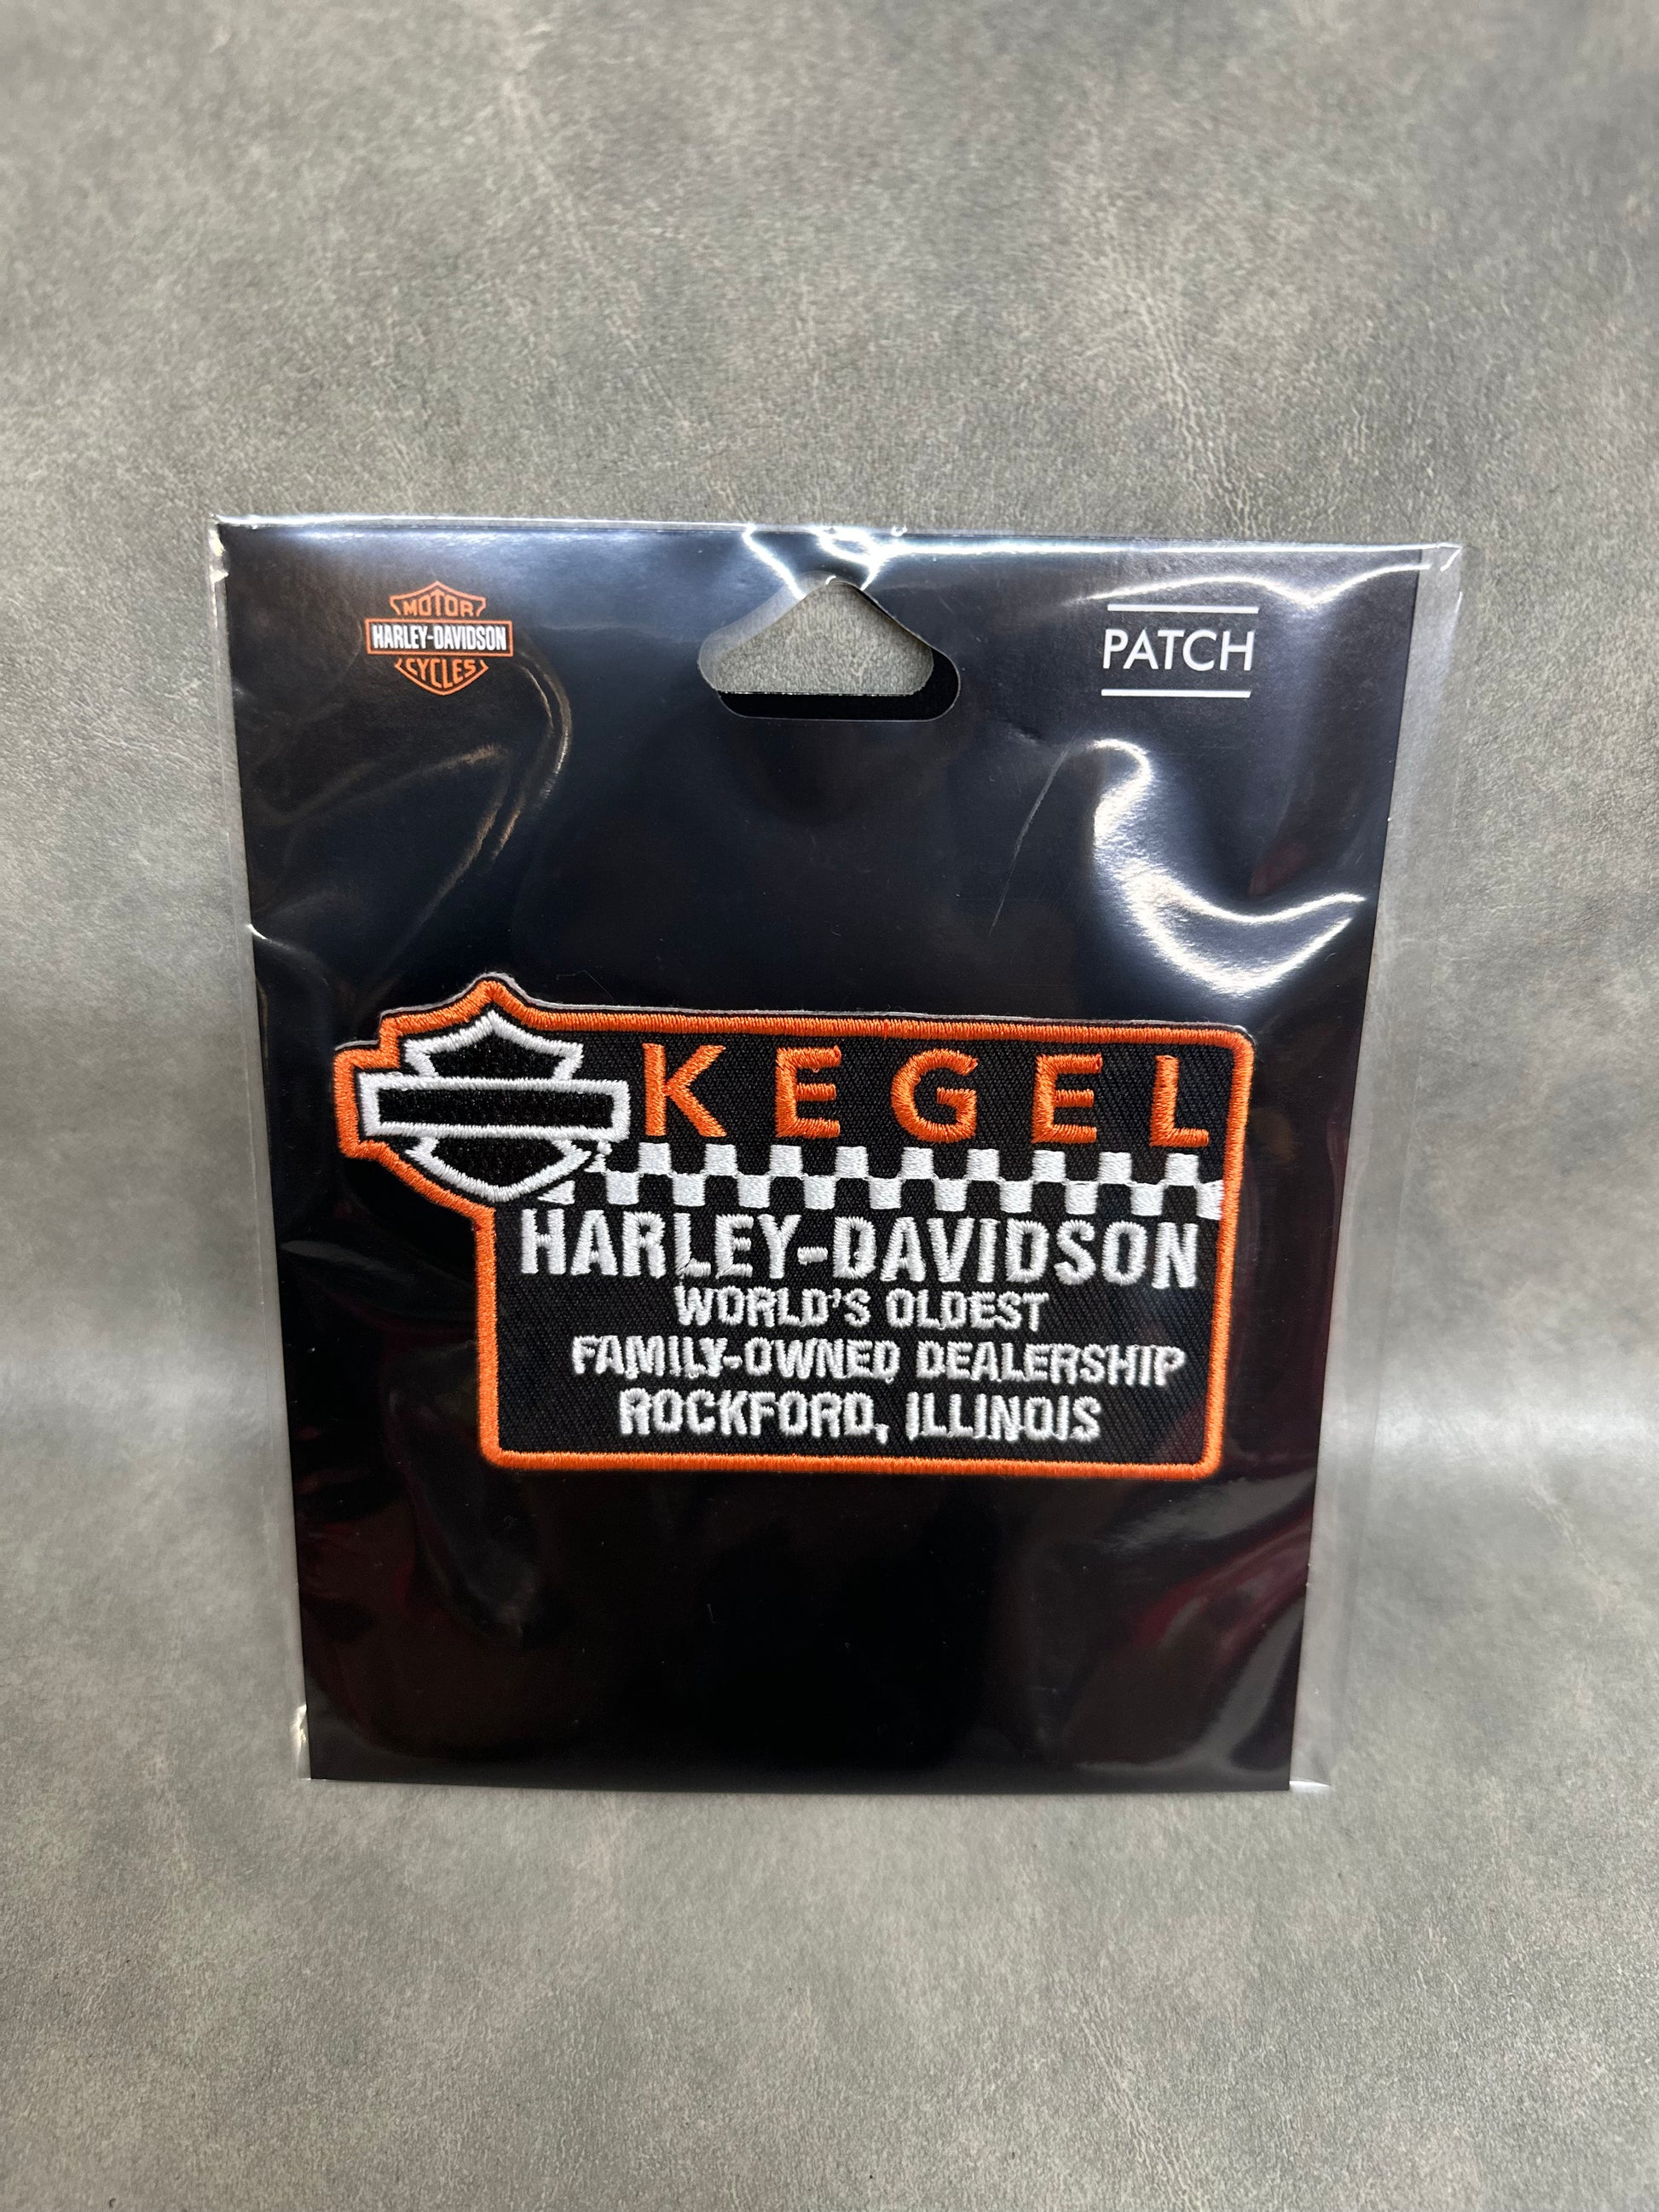 MOTOR
HARLEY-DAVIDSON
CYCLES
PATCH
KEGEL
HARLEY-DAVIDSON
WORLD'S OLDEST
FAMILY-OWNED DEALERSHIP
ROCKFORD, ILLINOIS